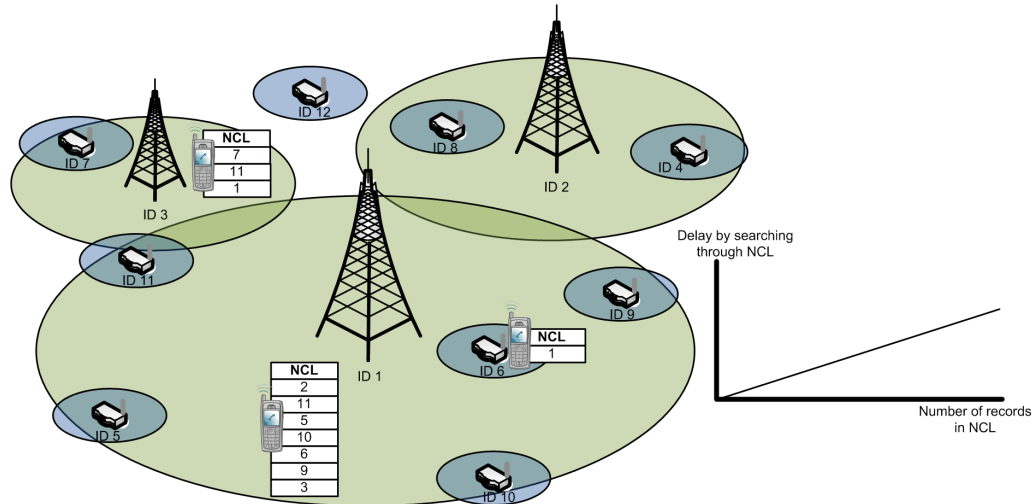 ID 12
ID 7
NCL
7
11
1
ID 3
ID 8
ID 4
ID 2
ID 11
ID 9
ID 6
NCL
1
ID 1
NCL
2
11
5
10
6
9
3
ID 5
ID 10
Delay by searching
through NCL
Number of records
in NCL